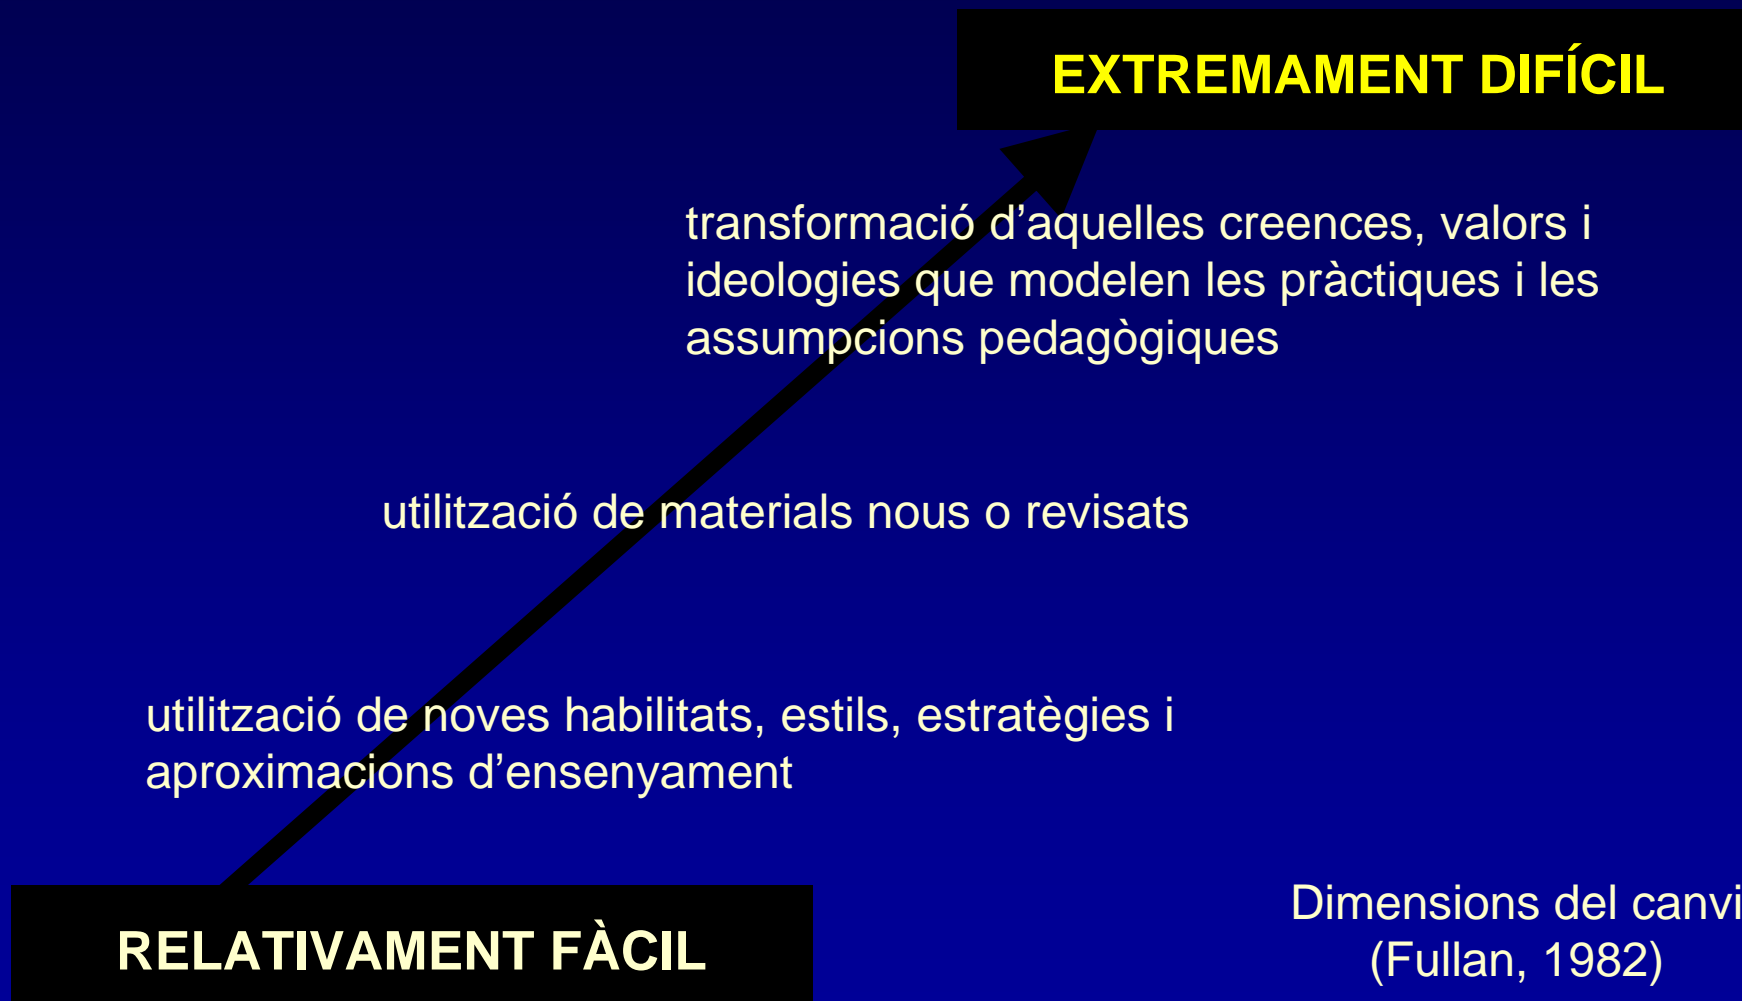 EXTREMAMENT DIFÍCIL
transformació d’aquelles creences, valors i
ideologies que modelen les pràctiques i les
assumpcions pedagògiques
utilització de materials nous o revisats
utilització de noves habilitats, estils, estratègies i
aproximacions d’ensenyament
RELATIVAMENT FÀCIL
Dimensions del canvi
(Fullan, 1982)